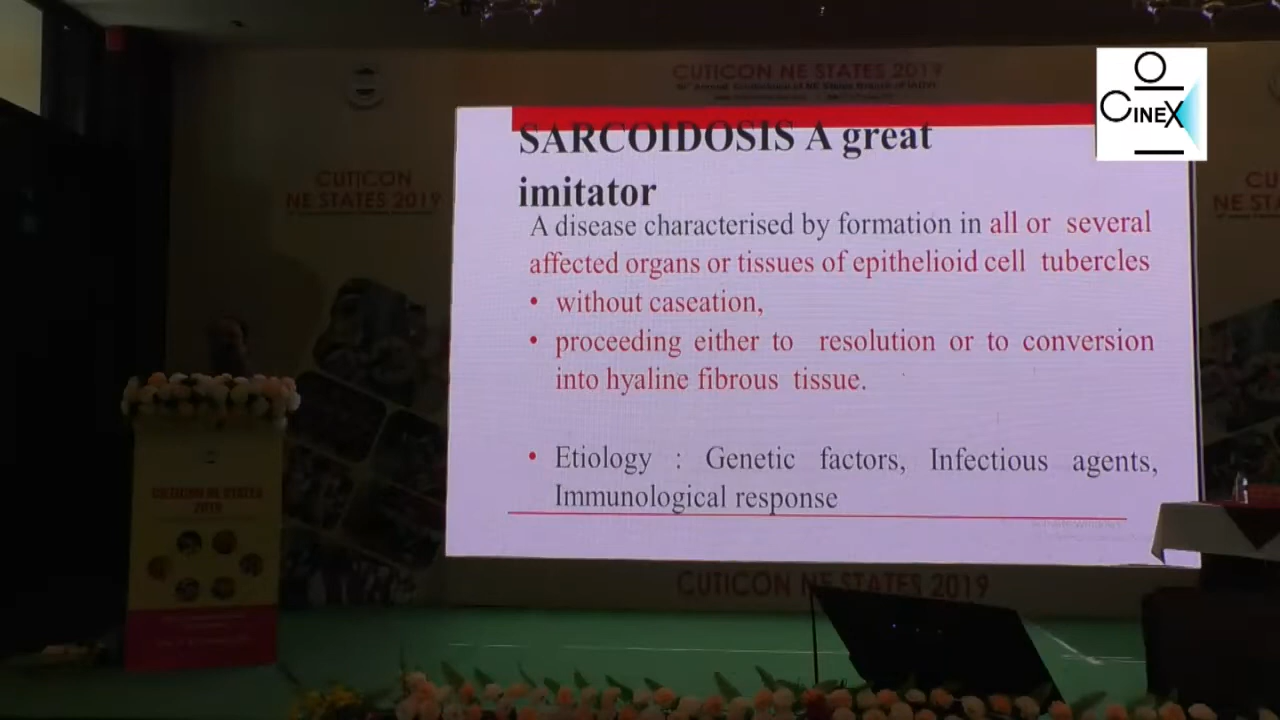 CUTICON NE STATES 2019
CINEX
CUTICON
NE STATES 2019
SARCOIDOSIS A great
imitator
A disease characterised by formation in all or several
affected organs or tissues of epithelioid cell tubercles
• without caseation,
• proceeding either to resolution or to conversion
into hyaline fibrous tissue.
• Etiology : Genetic factors, Infectious agents,
Immunological response
CUTICON NE STATES
2019
CUTICON NE STATES 2019
CU
NE STA